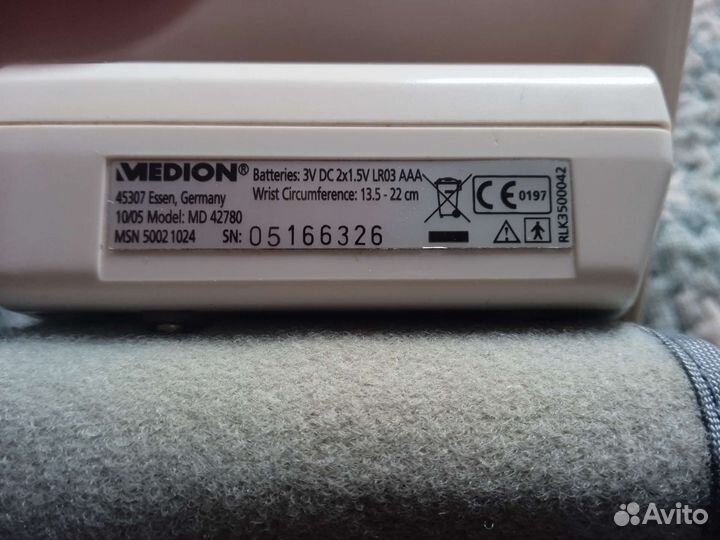 MEDION® Batteries: 3V DC 2x1.5V LR03 AAA
45307 Essen, Germany Wrist Circumference: 13.5 - 22 cm
10/05 Model: MD 42780
MSN 5002 1024 SN: 05166326
CE 0197
RLK3500042
Avito